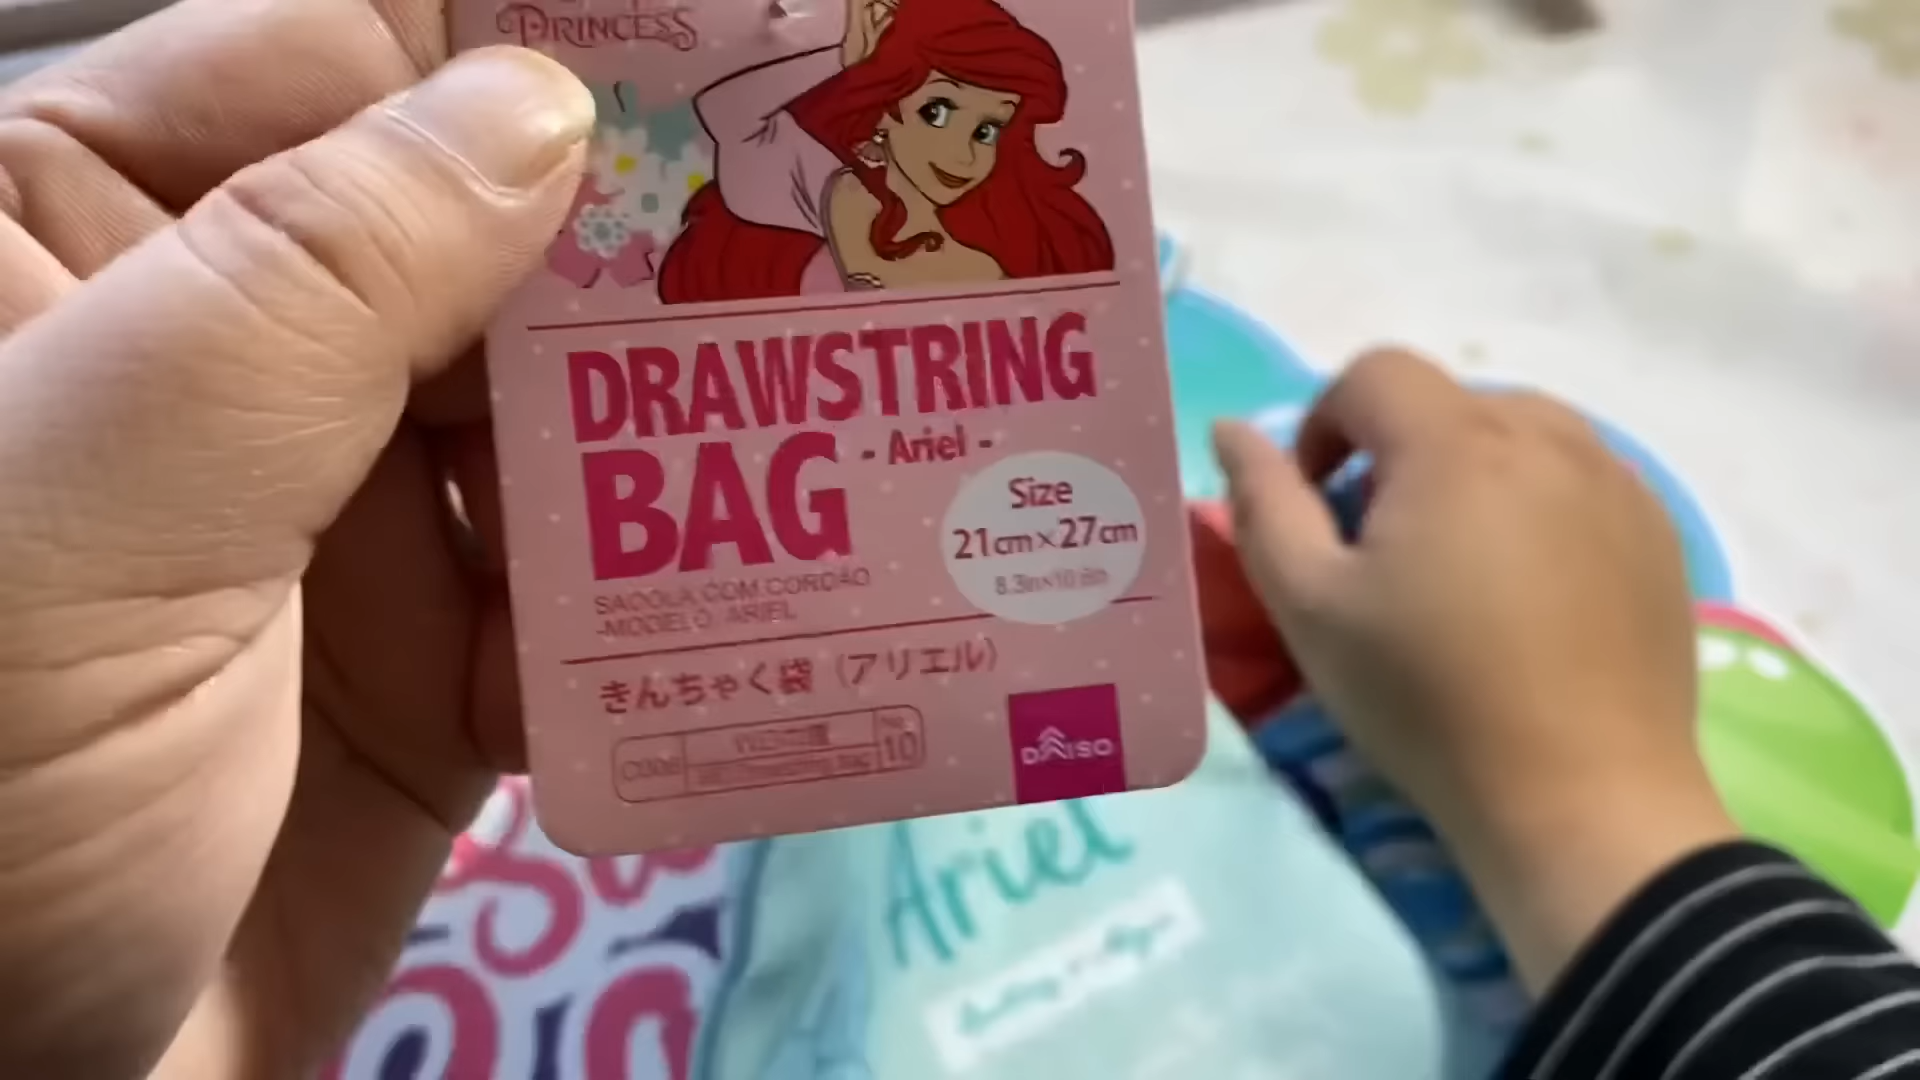 PRINCESS
DRAWSTRING
BAG - Ariel -
Size
21cm×27cm
SACOLA COM CORDÃO
-MODELO: ARIEL
きんちゃく袋（アリエル）
No.
10
DAISO
Ariel